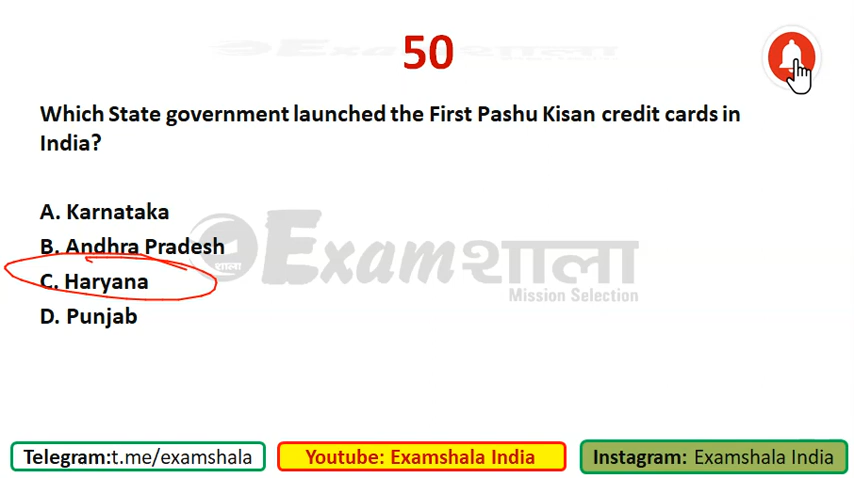 50
Which State government launched the First Pashu Kisan credit cards in
India?
A. Karnataka
B. Andhra Pradesh
C. Haryana
D. Punjab
Examशाला
शाला
Mission Selection
Telegram:t.me/examshala
Youtube: Examshala India
Instagram: Examshala India